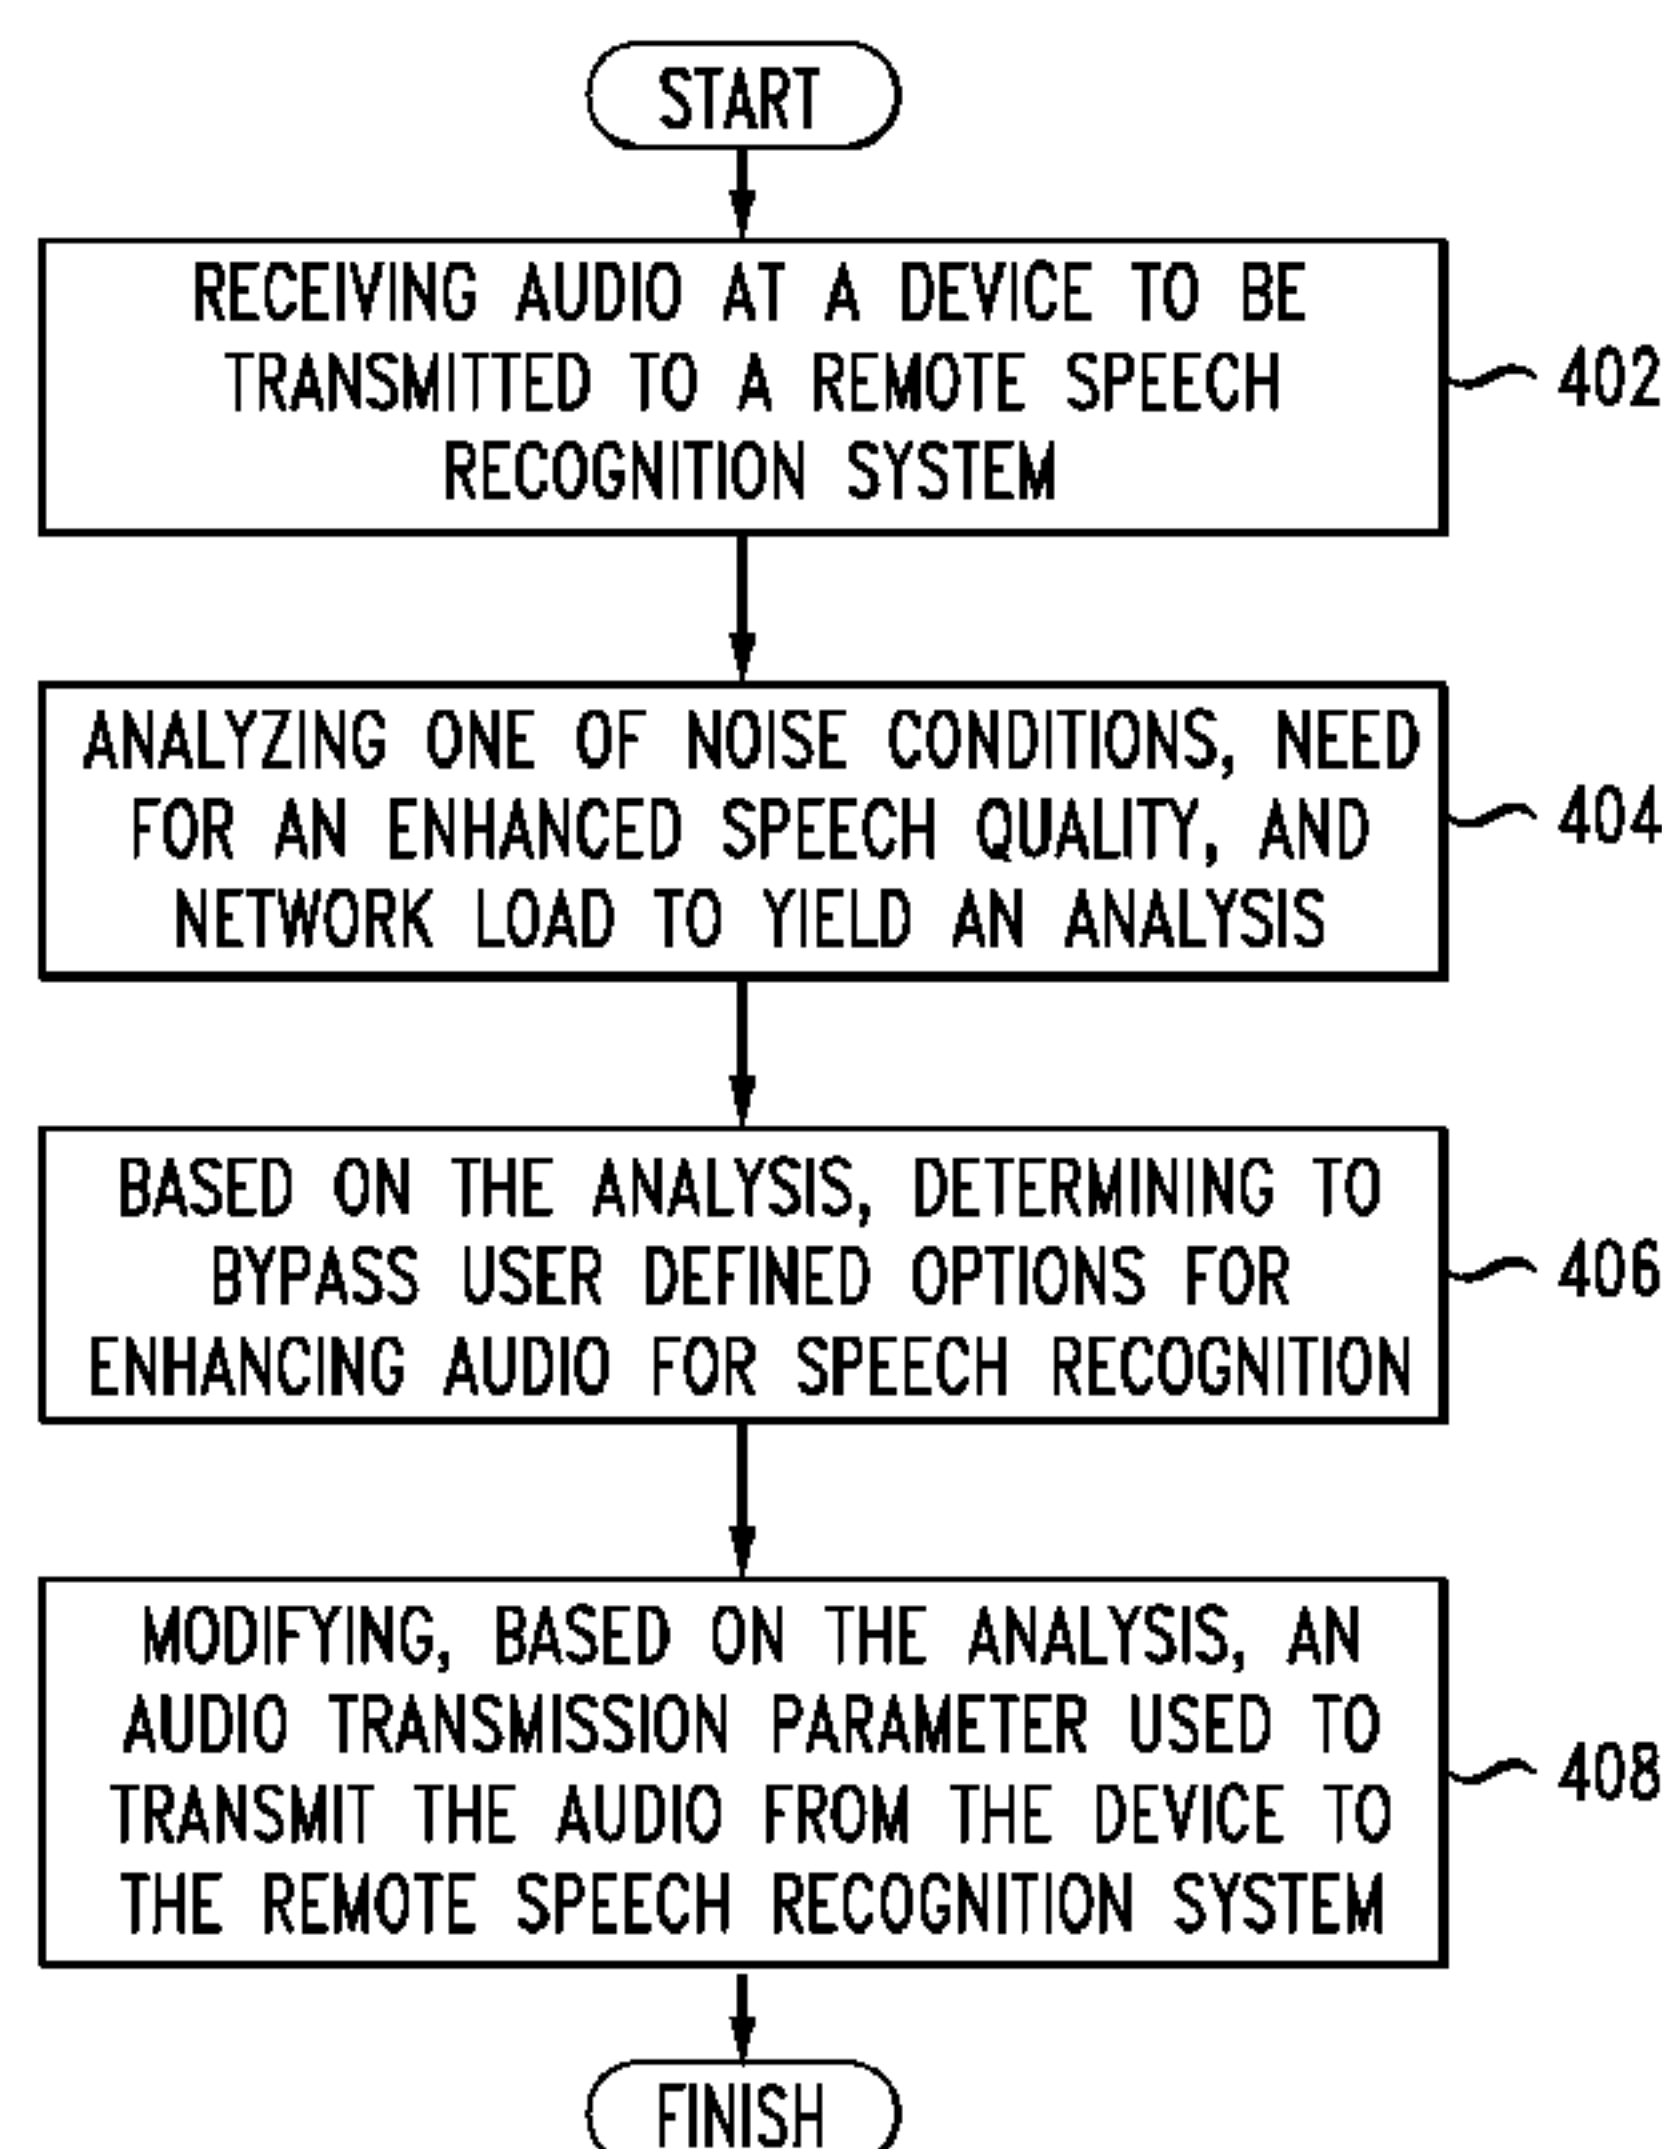 START
RECEIVING AUDIO AT A DEVICE TO BE
TRANSMITTED TO A REMOTE SPEECH
RECOGNITION SYSTEM
402
ANALYZING ONE OF NOISE CONDITIONS, NEED
FOR AN ENHANCED SPEECH QUALITY, AND
NETWORK LOAD TO YIELD AN ANALYSIS
404
BASED ON THE ANALYSIS, DETERMINING TO
BYPASS USER DEFINED OPTIONS FOR
ENHANCING AUDIO FOR SPEECH RECOGNITION
406
MODIFYING, BASED ON THE ANALYSIS, AN
AUDIO TRANSMISSION PARAMETER USED TO
TRANSMIT THE AUDIO FROM THE DEVICE TO
THE REMOTE SPEECH RECOGNITION SYSTEM
408
FINISH